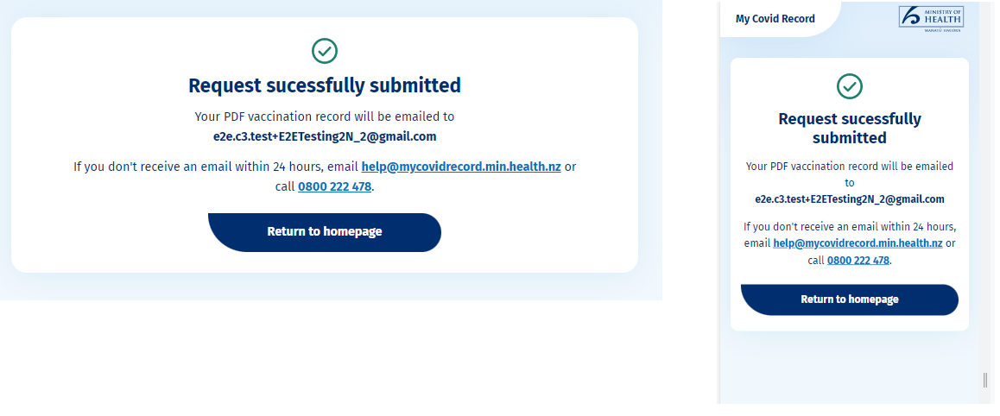 Request sucessfully submitted
Your PDF vaccination record will be emailed to
e2e.c3.test+E2ETesting2N_2@gmail.com
If you don't receive an email within 24 hours, email help@mycovidrecord.min.health.nz or
call 0800 222 478.
Return to homepage
My Covid Record
MINISTRY OF
HEALTH
MANATŪ HAUORA
Request sucessfully
submitted
Your PDF vaccination record will be emailed
to
e2e.c3.test+E2ETesting2N_2@gmail.com
If you don't receive an email within 24 hours,
email help@mycovidrecord.min.health.nz or
call 0800 222 478.
Return to homepage